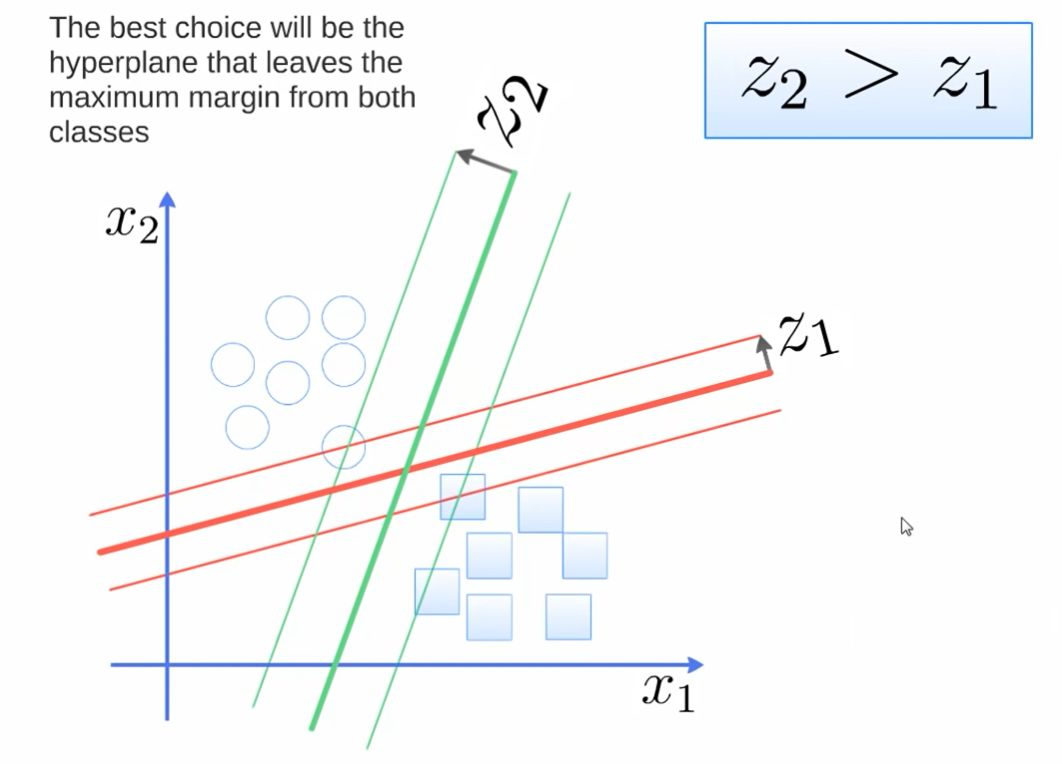 The best choice will be the
hyperplane that leaves the
maximum margin from both
classes
z₂ > z₁
z₂
x₂
z₁
x₁